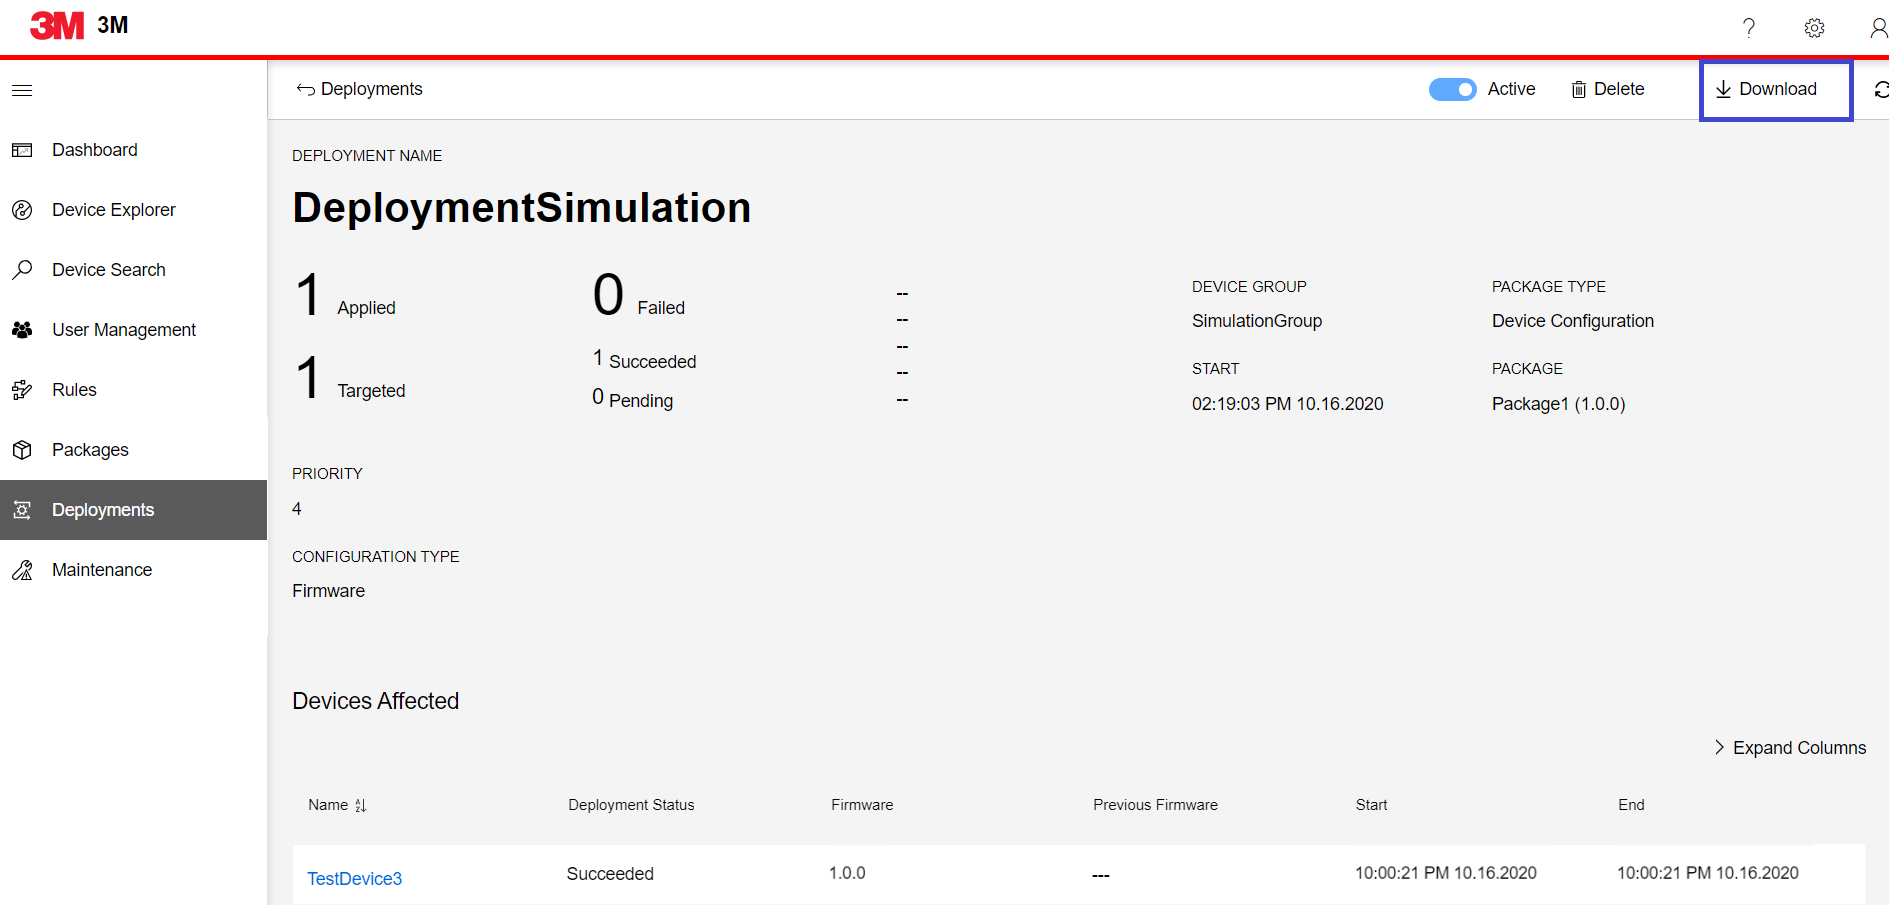 3M 3M
Deployments
Active
Delete
Download
Dashboard
Device Explorer
Device Search
User Management
Rules
Packages
Deployments
Maintenance
DEPLOYMENT NAME
DeploymentSimulation
1 Applied
1 Targeted
0 Failed
1 Succeeded
0 Pending
--
--
--
--
--
DEVICE GROUP
SimulationGroup
START
02:19:03 PM 10.16.2020
PACKAGE TYPE
Device Configuration
PACKAGE
Package1 (1.0.0)
PRIORITY
4
CONFIGURATION TYPE
Firmware
Devices Affected
Expand Columns
Name Deployment Status Firmware Previous Firmware Start End
TestDevice3 Succeeded 1.0.0 --- 10:00:21 PM 10.16.2020 10:00:21 PM 10.16.2020